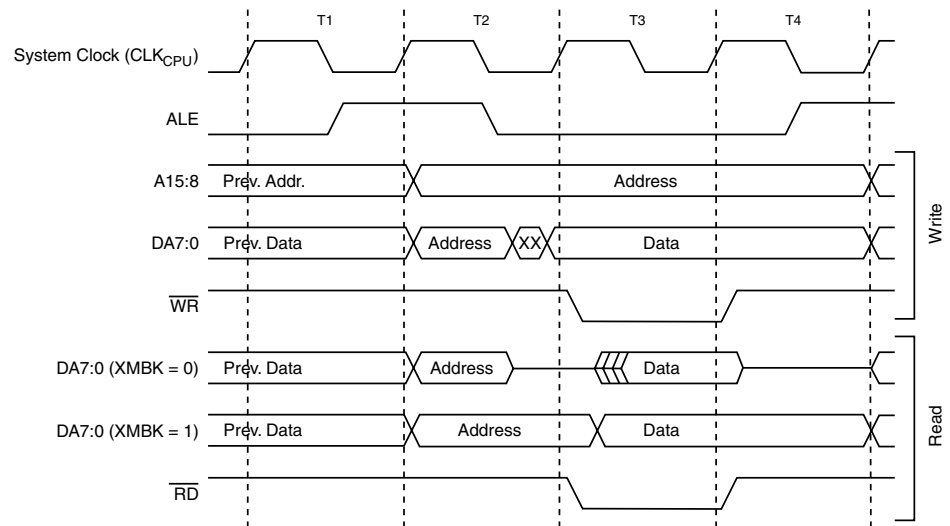 T1 T2 T3 T4
System Clock (CLKCPU)
ALE
A15:8 Prev. Addr. Address
DA7:0 Prev. Data Address XX Data
WR
Write
DA7:0 (XMBK = 0) Prev. Data Address Data
DA7:0 (XMBK = 1) Prev. Data Address Data
RD
Read